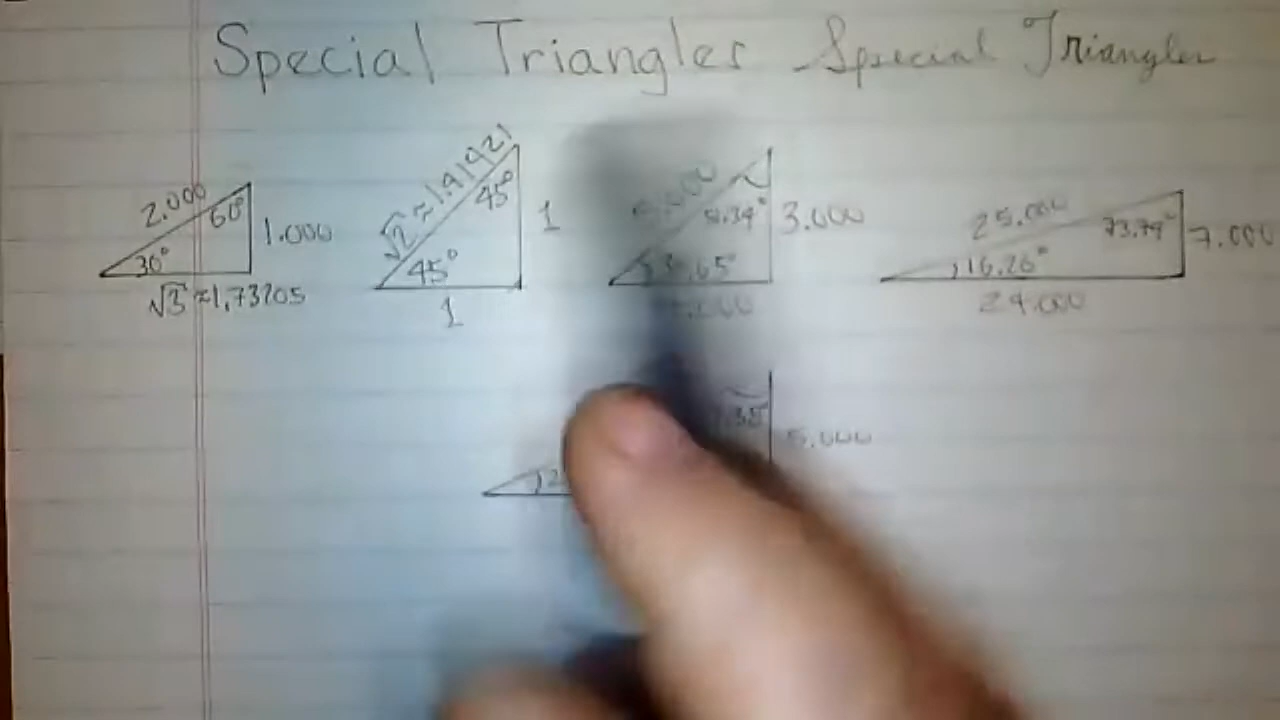 Special Triangles Special Triangles
2.000 60° 30° 1.000 √3 ≈1.73205
√2 ≈ 1.41421 45° 45° 1 1
3.000
25.000 73.74° 16.26° 7.000 24.000
5.000